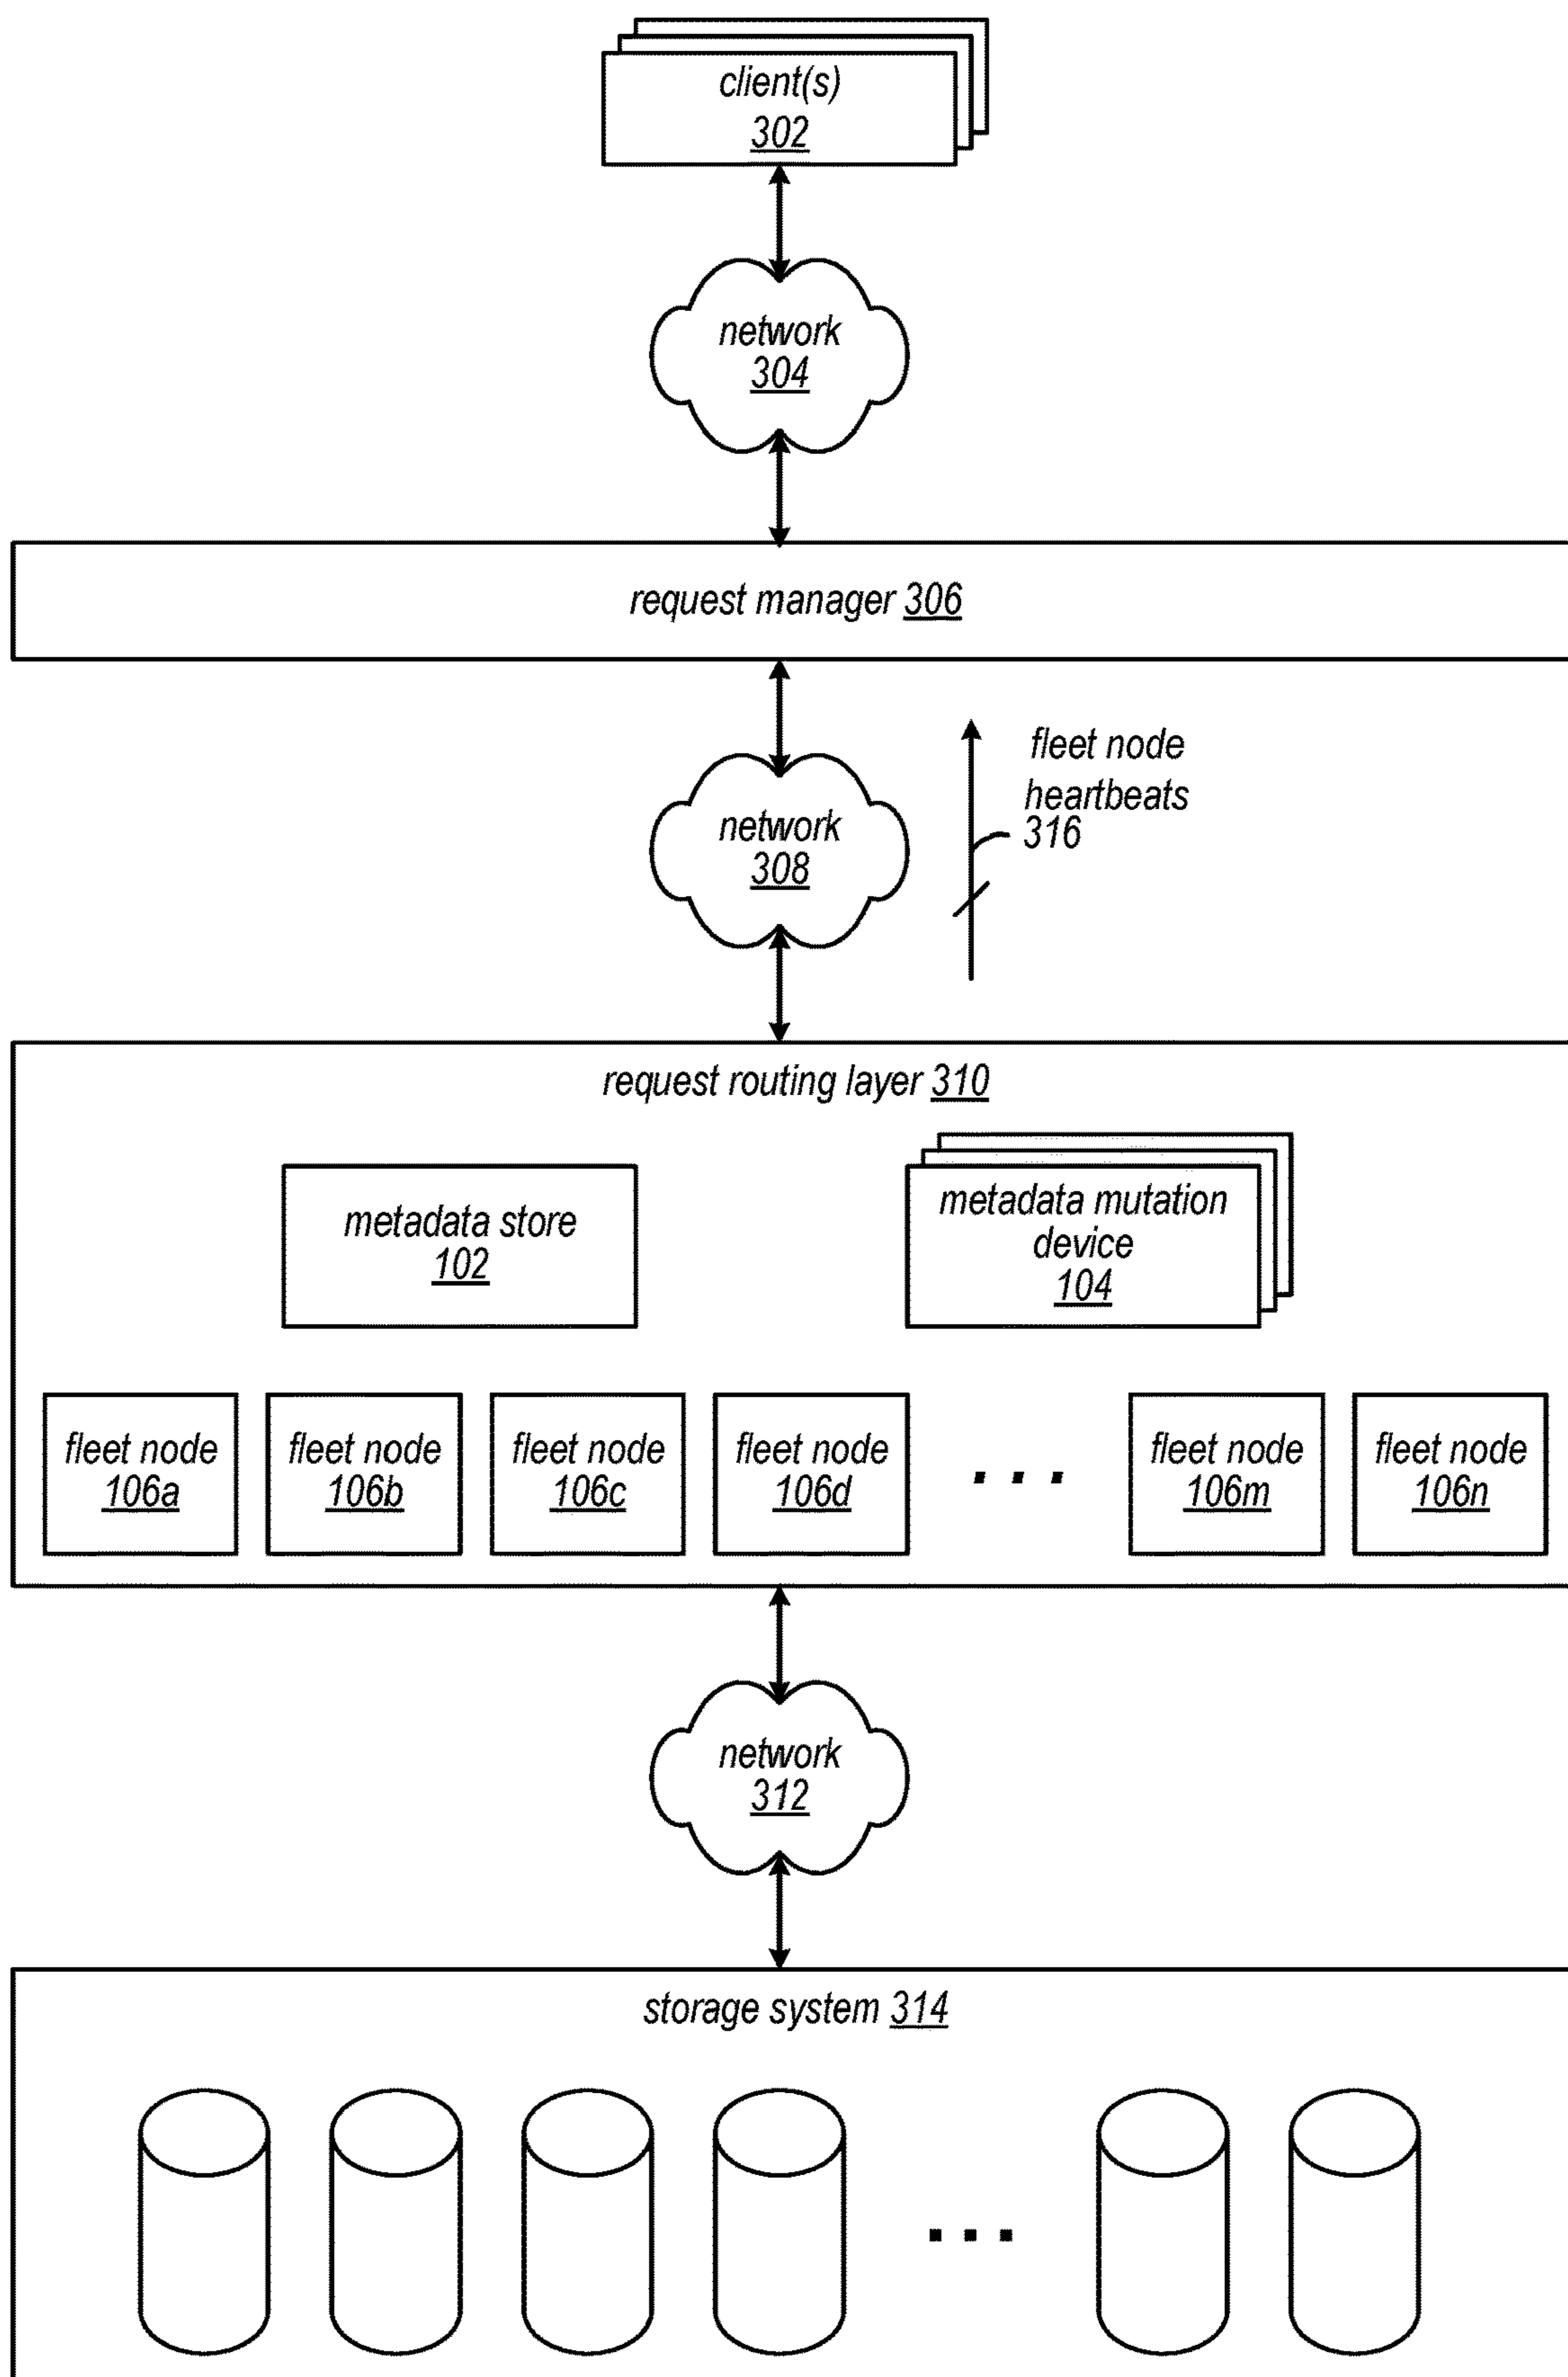 client(s)
302
network
304
request manager 306
fleet node
heartbeats
316
network
308
request routing layer 310
metadata store
102
metadata mutation
device
104
fleet node
106a
fleet node
106b
fleet node
106c
fleet node
106d
. . .
fleet node
106m
fleet node
106n
network
312
storage system 314
. . .